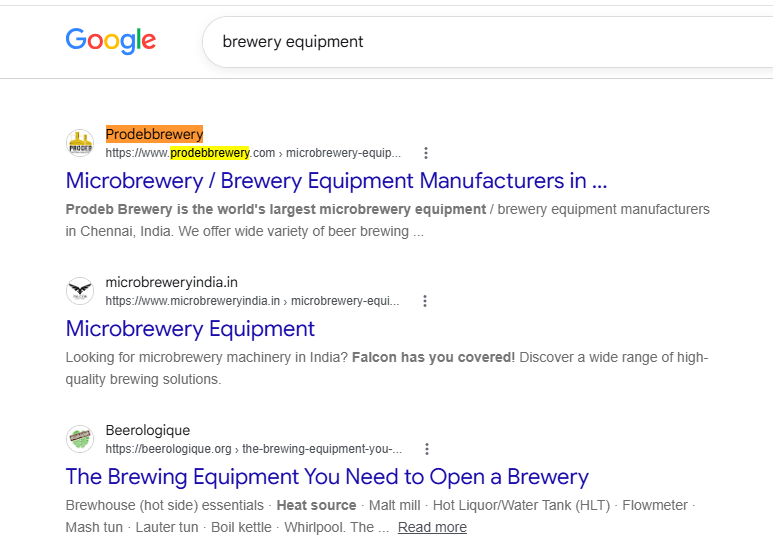 Google
brewery equipment
Prodebbrewery
https://www.prodebbrewery.com › microbrewery-equip...
Microbrewery / Brewery Equipment Manufacturers in ...
Prodeb Brewery is the world's largest microbrewery equipment / brewery equipment manufacturers
in Chennai, India. We offer wide variety of beer brewing ...
microbreweryindia.in
https://www.microbreweryindia.in › microbrewery-equi...
Microbrewery Equipment
Looking for microbrewery machinery in India? Falcon has you covered! Discover a wide range of high-
quality brewing solutions.
Beerologique
https://beerologique.org › the-brewing-equipment-you-...
The Brewing Equipment You Need to Open a Brewery
Brewhouse (hot side) essentials · Heat source · Malt mill · Hot Liquor/Water Tank (HLT) · Flowmeter ·
Mash tun · Lauter tun · Boil kettle · Whirlpool. The ... Read more